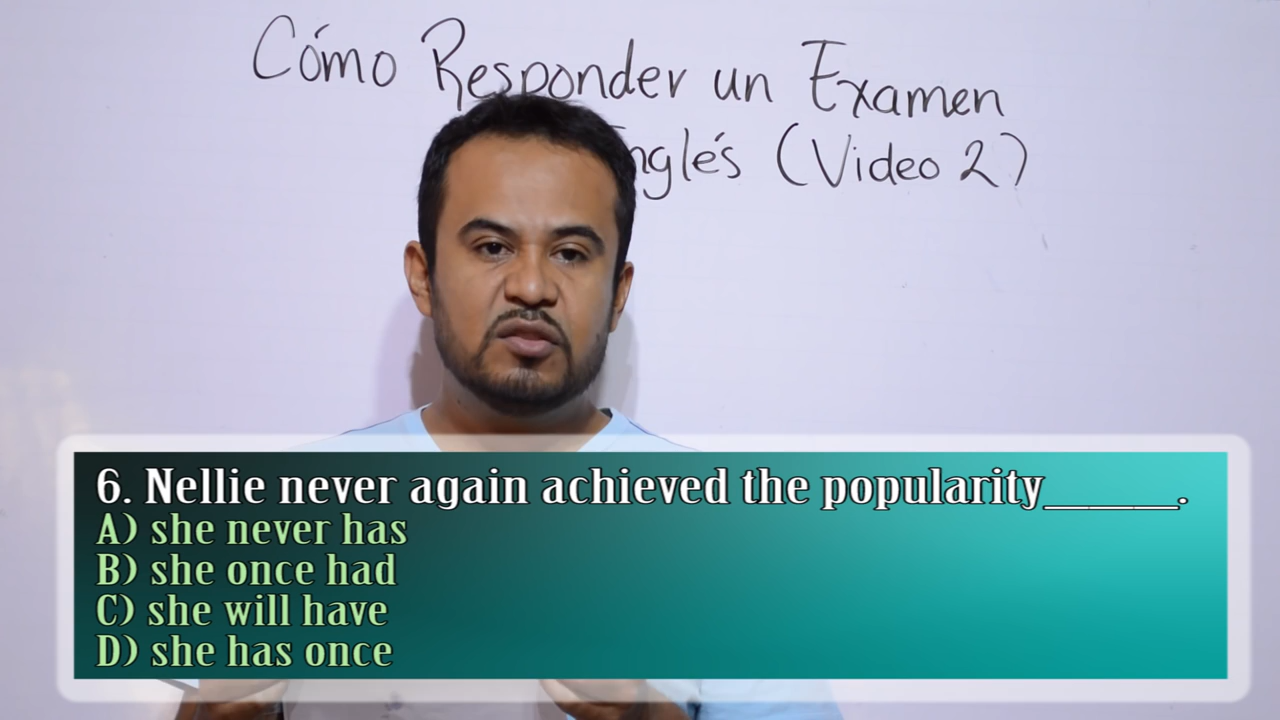 Cómo Responder un Examen
Inglés (Video 2)
6. Nellie never again achieved the popularity______.
A) she never has
B) she once had
C) she will have
D) she has once